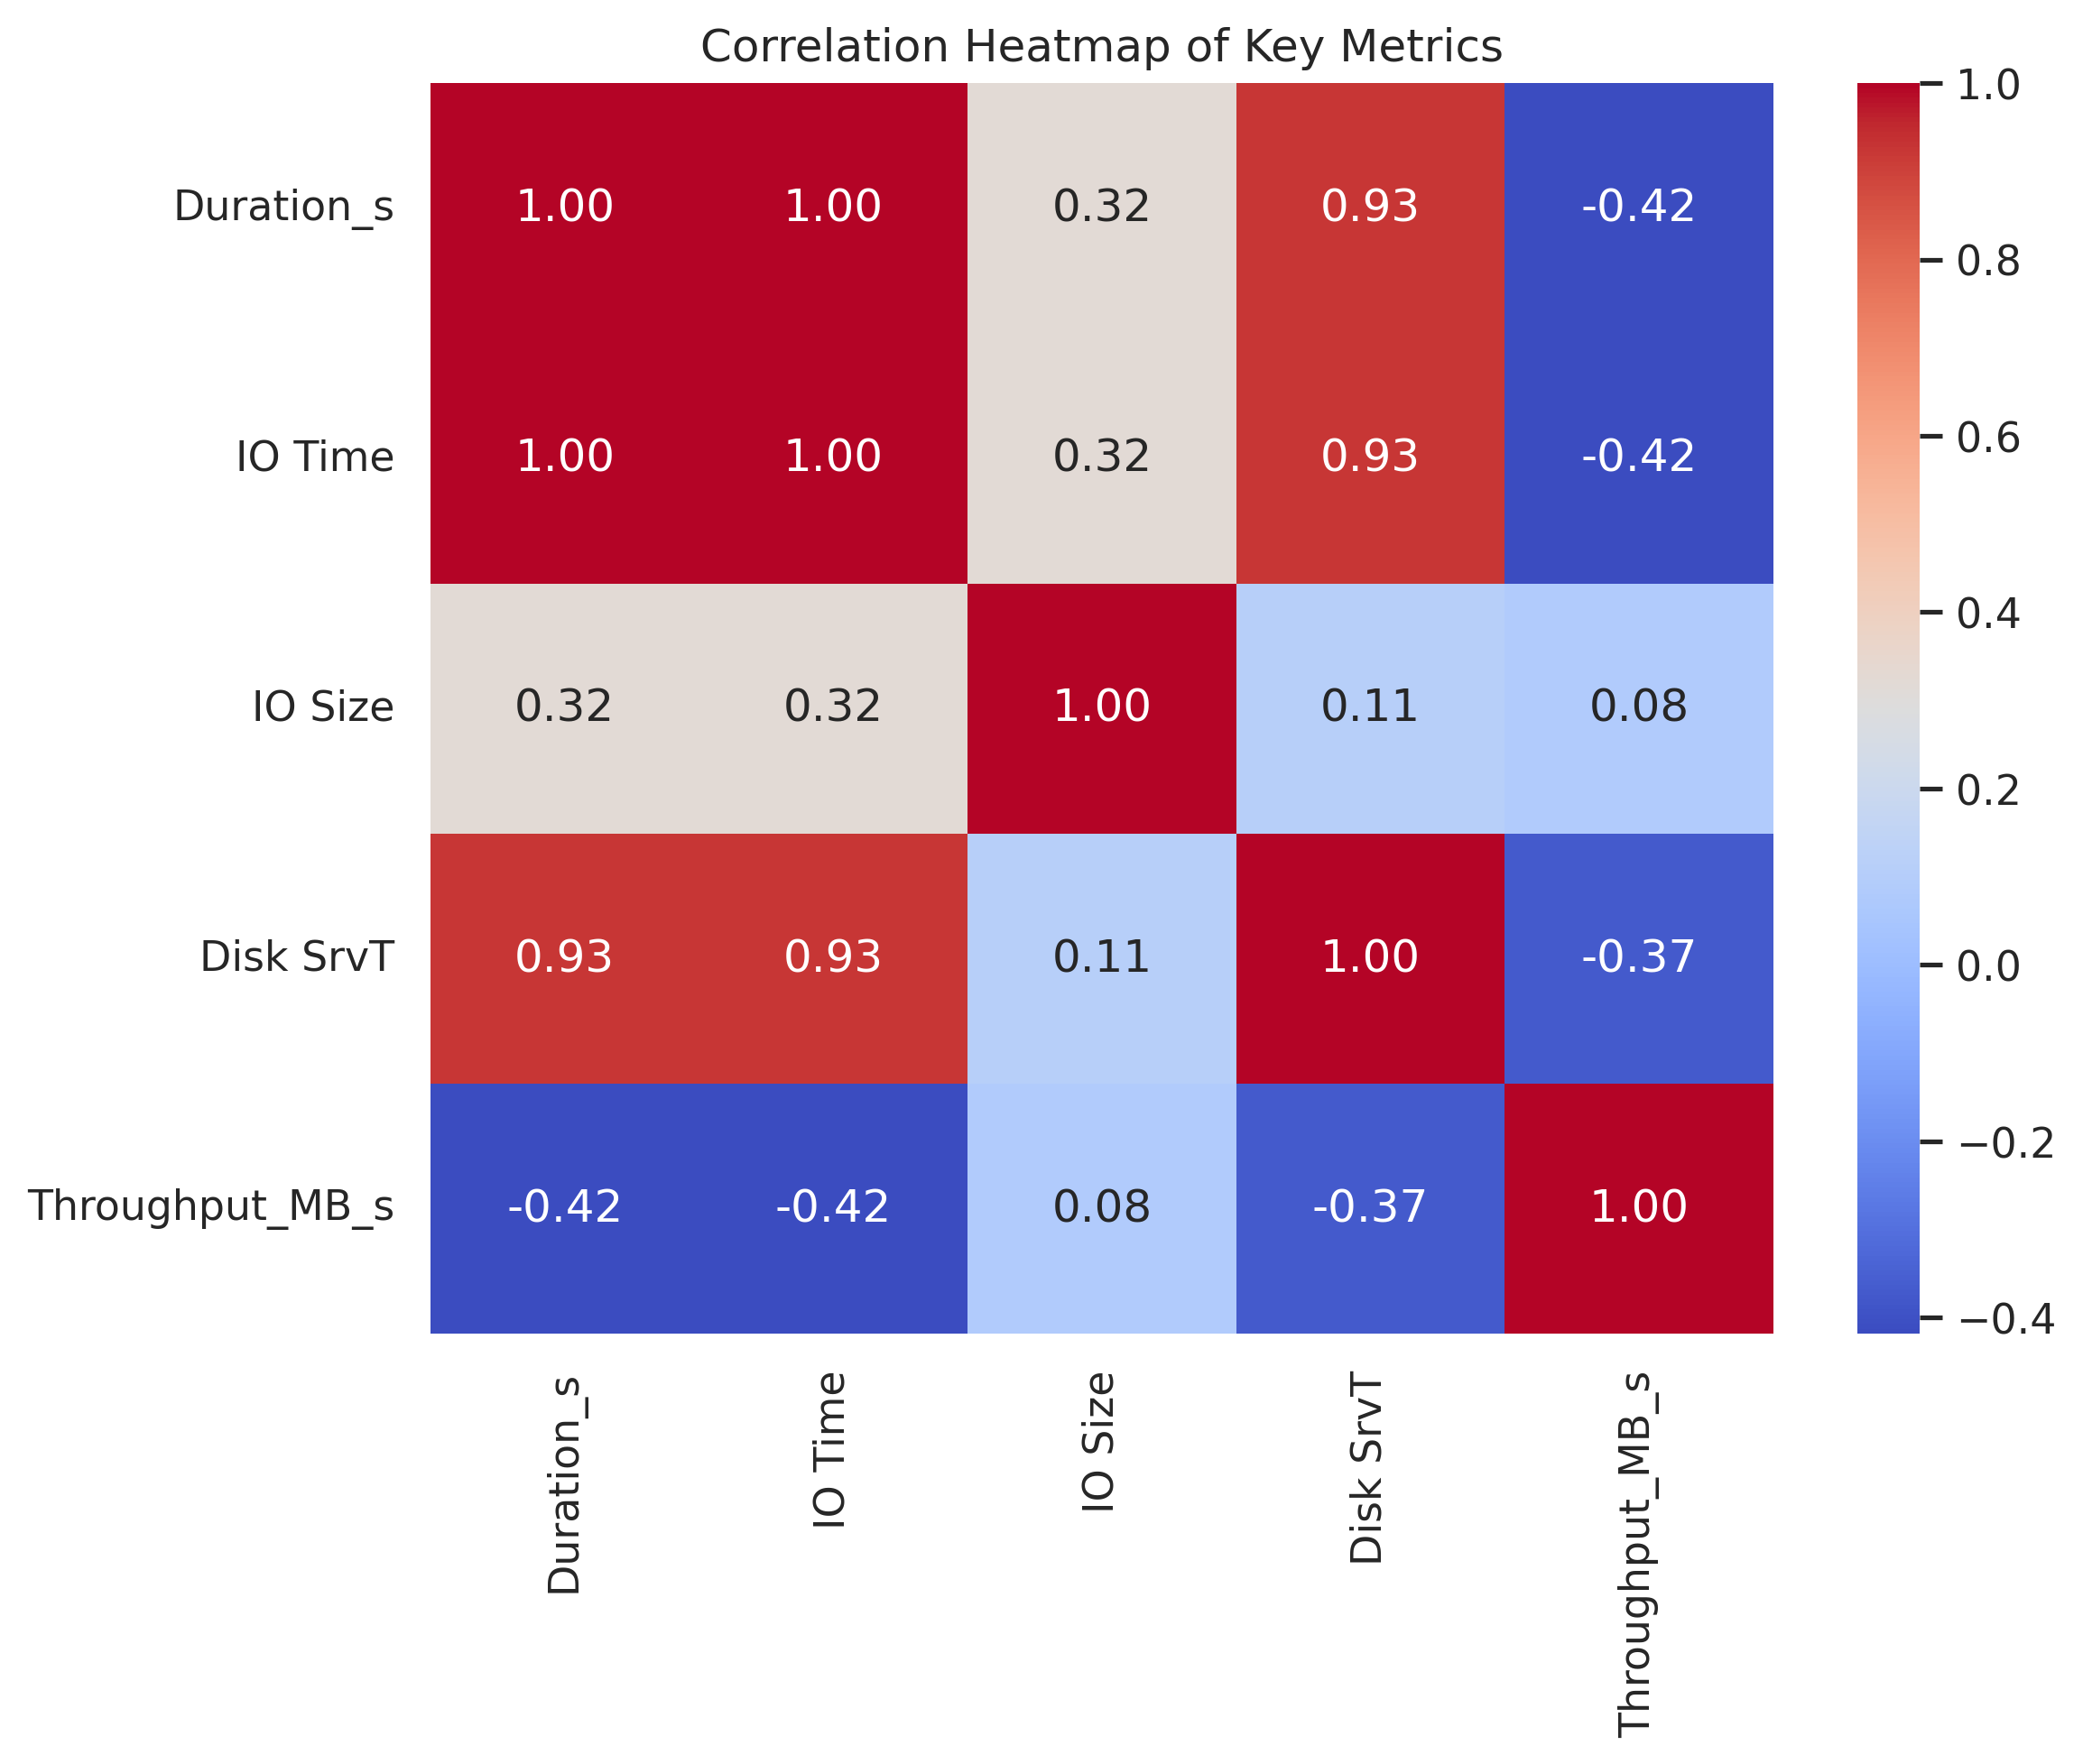 Correlation Heatmap of Key Metrics
Duration_s 1.00 1.00 0.32 0.93 -0.42
IO Time 1.00 1.00 0.32 0.93 -0.42
IO Size 0.32 0.32 1.00 0.11 0.08
Disk SrvT 0.93 0.93 0.11 1.00 -0.37
Throughput_MB_s -0.42 -0.42 0.08 -0.37 1.00
Duration_s
IO Time
IO Size
Disk SrvT
Throughput_MB_s
1.0
0.8
0.6
0.4
0.2
0.0
−0.2
−0.4